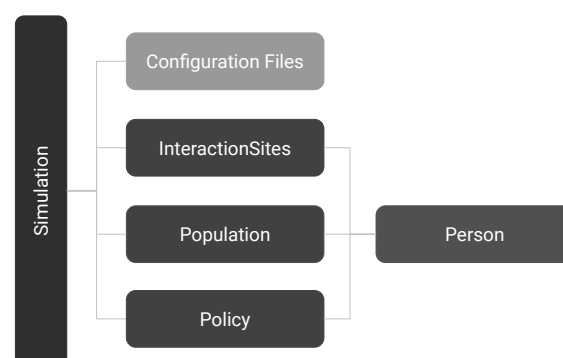 Simulation
Configuration Files
InteractionSites
Population
Policy
Person